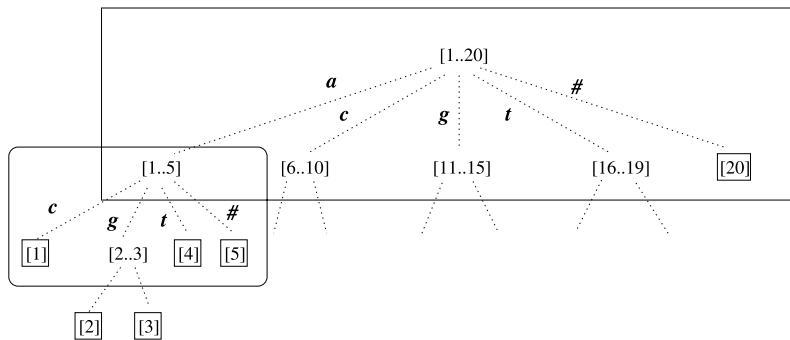 [1..20]
a c g t #
[1..5] [6..10] [11..15] [16..19] [20]
c g t #
[1] [2..3] [4] [5]
[2] [3]